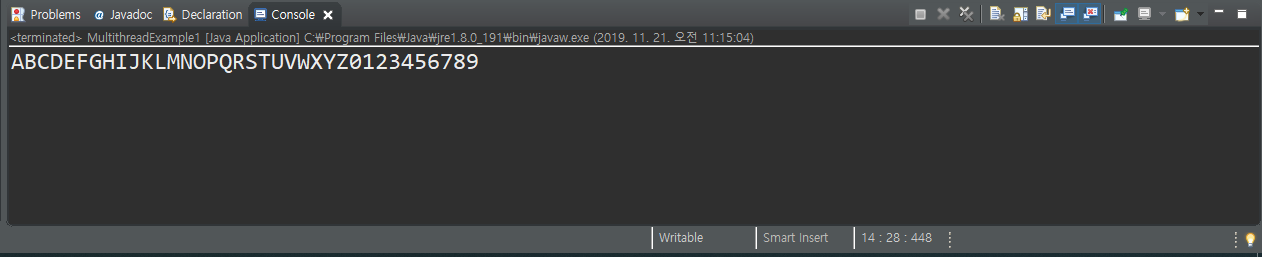 Problems @ Javadoc Declaration Console
<terminated> MultithreadExample1 [Java Application] C:₩Program Files₩Java₩jre1.8.0_191₩bin₩javaw.exe (2019. 11. 21. 오전 11:15:04)
ABCDEFGHIJKLMNOPQRSTUVWXYZ0123456789
Writable Smart Insert 14 : 28 : 448